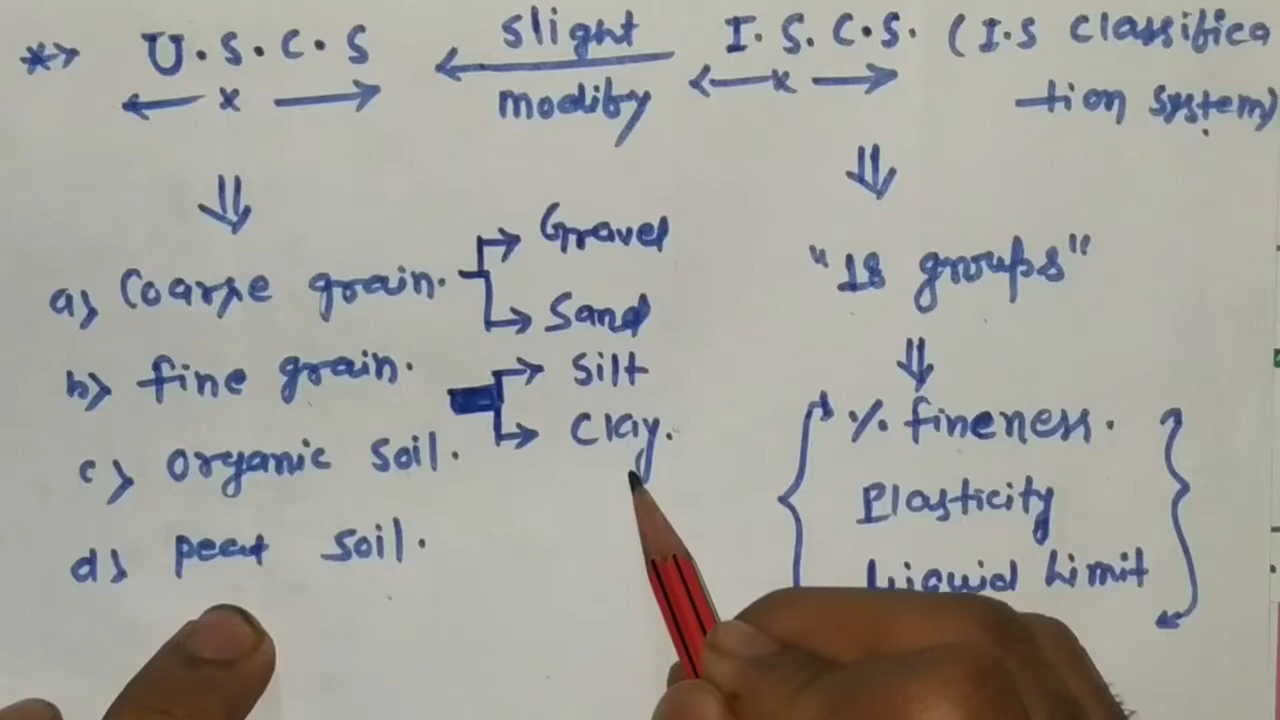 U.S.C.S
slight
modify
I.S.C.S. (I.S Classifica
tion System)
a) Coarse grain.
Gravel
Sand
b) fine grain.
Silt
Clay.
c) organic soil.
d) peat soil.
"18 groups"
% fineness.
Plasticity
Liquid Limit